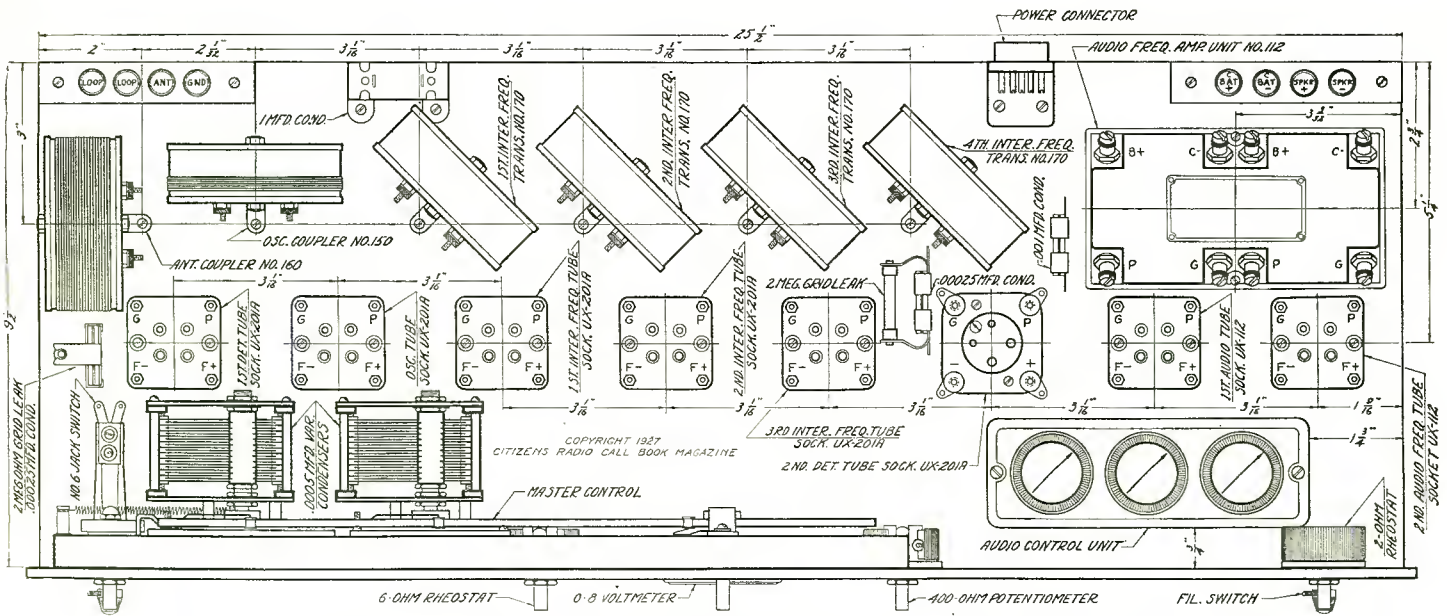 POWER CONNECTOR
25 1/2"
AUDIO FREQ. AMP. UNIT NO. 112
2"
2 1/32"
3 1/16"
3 1/16"
3 1/16"
3 1/16"
LOOP LOOP ANT GND
C BAT +
C BAT -
SPKR +
SPKR -
1 MFD. COND.
1ST. INTER. FREQ.
TRANS. NO. 170
2ND. INTER. FREQ.
TRANS. NO. 170
3RD. INTER. FREQ.
TRANS. NO. 170
4TH. INTER. FREQ.
TRANS. NO. 170
3"
2 3/4"
5 1/4"
9 1/2"
B+ C- B+ C-
P G P G
.001 MFD. COND.
OSC. COUPLER NO. 150
ANT. COUPLER NO. 160
3 1/16"
3 1/16"
2 MEG. GRID LEAK
.00025 MFD. COND.
G P
F- F+
1ST. DET. TUBE
SOCK. UX-201A
G P
F- F+
OSC. TUBE
SOCK. UX-201A
G P
F- F+
1ST. INTER. FREQ. TUBE
SOCK. UX-201A
G P
F- F+
2ND. INTER. FREQ. TUBE
SOCK. UX-201A
G P
F- F+
G P
- +
G P
F- F+
1ST. AUDIO TUBE
SOCK. UX-112
G P
F- F+
2ND. AUDIO FREQ. TUBE
SOCKET UX-112
3 1/16"
3 1/16"
3 1/16"
3 1/16"
3RD INTER. FREQ. TUBE
SOCK. UX-201A
2ND. DET. TUBE SOCK. UX-201A
1 3/4"
2 MEG OHM GRID LEAK
.00025 MFD. COND.
NO. 6 JACK SWITCH
.0005 MFD. VAR.
CONDENSERS
COPYRIGHT 1927
CITIZENS RADIO CALL BOOK MAGAZINE
MASTER CONTROL
AUDIO CONTROL UNIT
3/4"
2-OHM
RHEOSTAT
6-OHM RHEOSTAT
0-8 VOLTMETER
400-OHM POTENTIOMETER
FIL. SWITCH